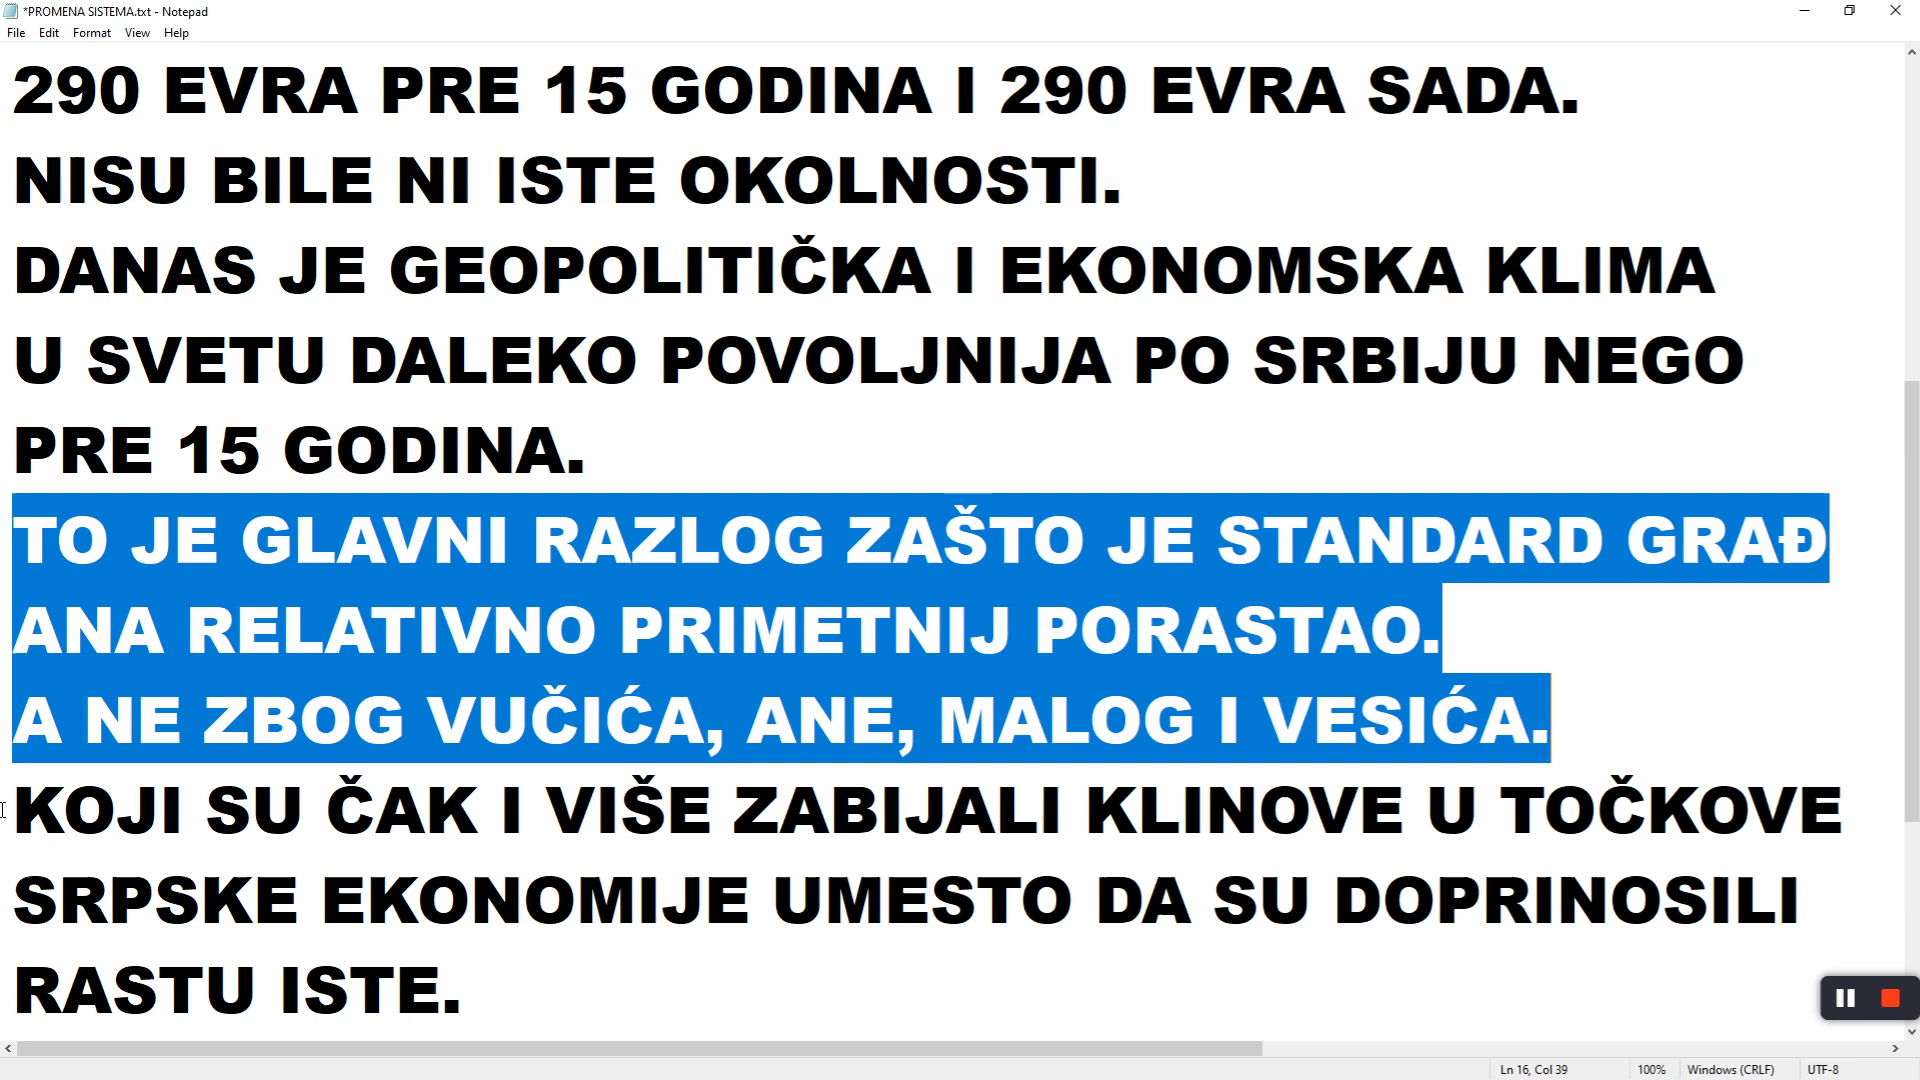 *PROMENA SISTEMA.txt - Notepad
File Edit Format View Help
290 EVRA PRE 15 GODINA I 290 EVRA SADA.
NISU BILE NI ISTE OKOLNOSTI.
DANAS JE GEOPOLITIČKA I EKONOMSKA KLIMA
U SVETU DALEKO POVOLJNIJA PO SRBIJU NEGO
PRE 15 GODINA.
TO JE GLAVNI RAZLOG ZAŠTO JE STANDARD GRAĐ
ANA RELATIVNO PRIMETNIJ PORASTAO.
A NE ZBOG VUČIĆA, ANE, MALOG I VESIĆA.
KOJI SU ČAK I VIŠE ZABIJALI KLINOVE U TOČKOVE
SRPSKE EKONOMIJE UMESTO DA SU DOPRINOSILI
RASTU ISTE.
Ln 16, Col 39 100% Windows (CRLF) UTF-8